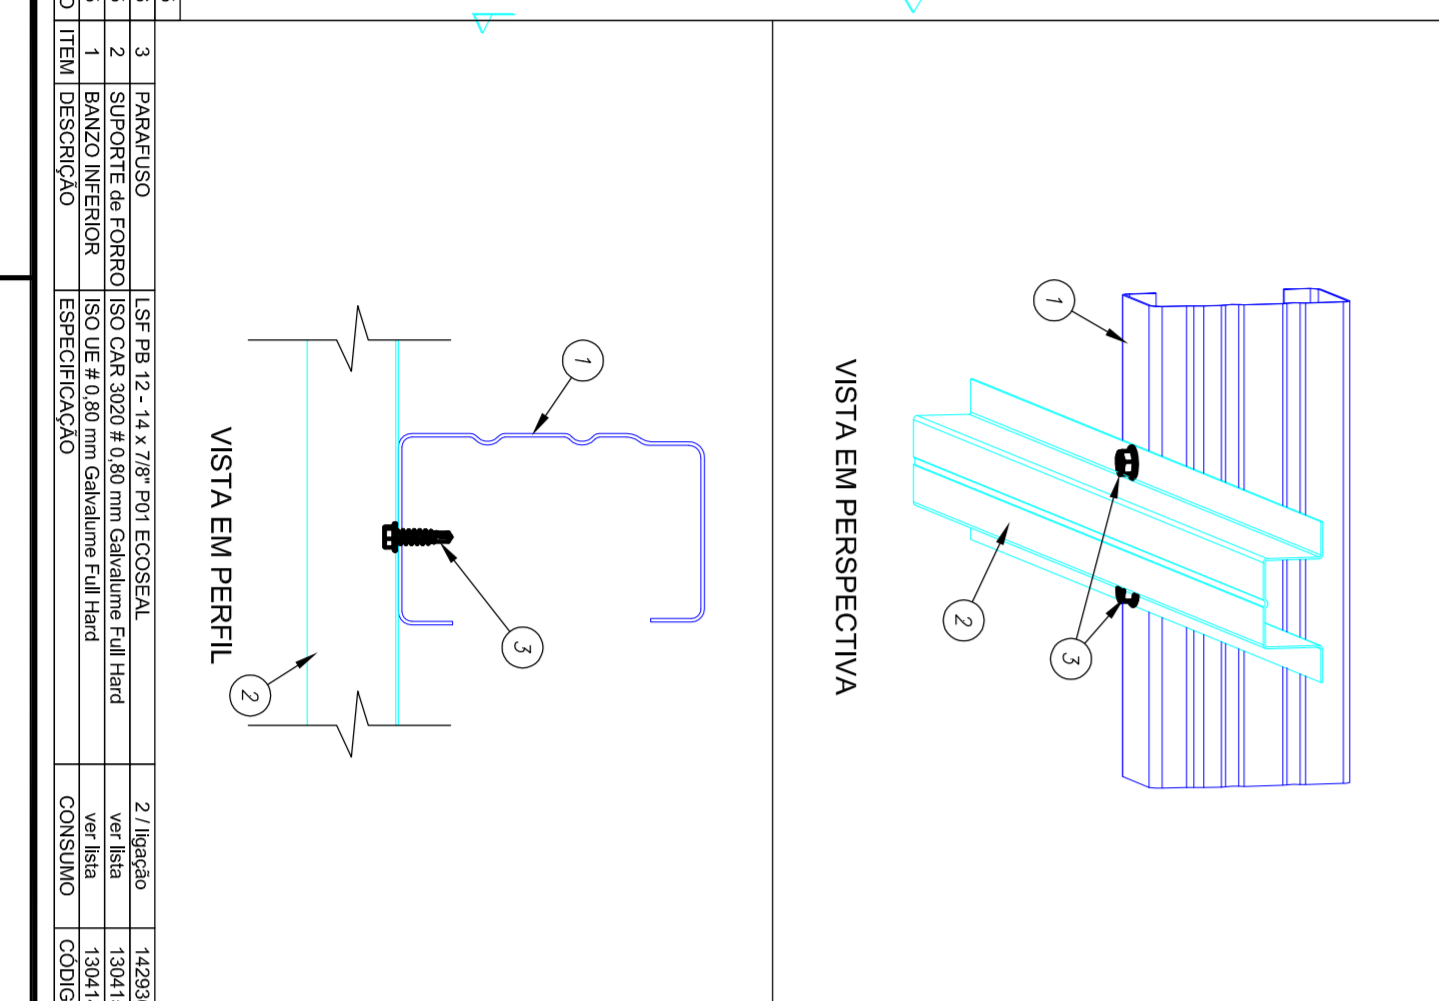 VISTA EM PERSPECTIVA
1
2
3
VISTA EM PERFIL
1
2
3
3 PARAFUSO LSF PB 12 - 14 x 7/8" P01 ECOSEAL 2 / ligação
2 SUPORTE de FORRO ISO CAR 3020 # 0,80 mm Galvalume Full Hard ver lista
1 BANZO INFERIOR ISO UE # 0,80 mm Galvalume Full Hard ver lista
ITEM DESCRIÇÃO ESPECIFICAÇÃO CONSUMO